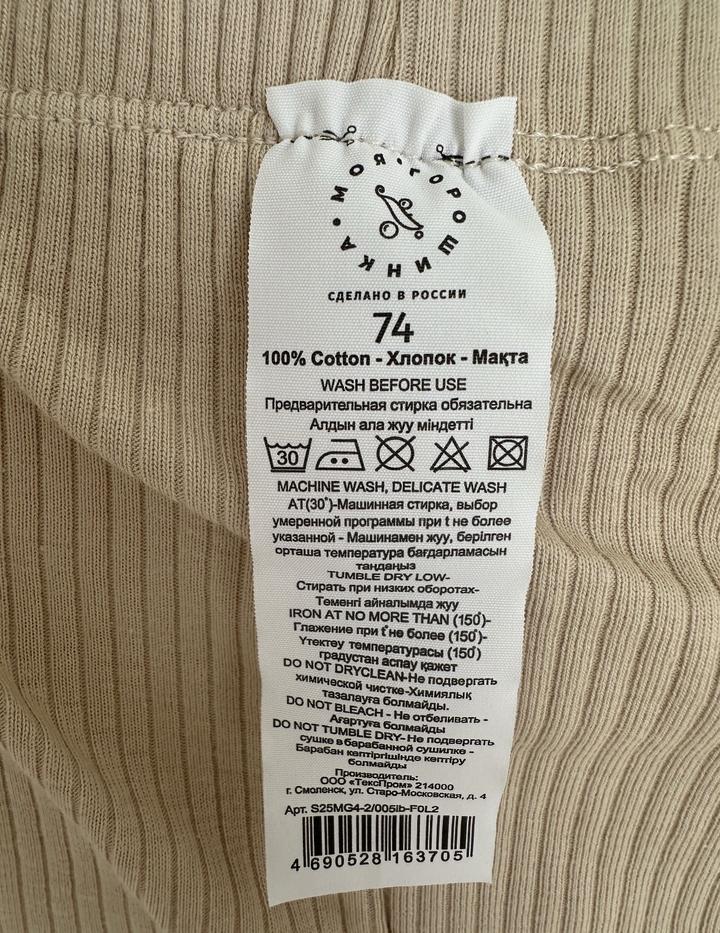 МОЯ ГОРОШИНКА
СДЕЛАНО В РОССИИ
74
100% Cotton - Хлопок - Мақта
WASH BEFORE USE
Предварительная стирка обязательна
Алдын ала жуу міндетті
30
MACHINE WASH, DELICATE WASH
AT(30°)-Машинная стирка, выбор
умеренной программы при t не более
указанной - Машинамен жуу, берілген
орташа температура бағдарламасын
таңдаңыз
TUMBLE DRY LOW-
Стирать при низких оборотах-
Төменгі айналымда жуу
IRON AT NO MORE THAN (150°)-
Глажение при t° не более (150°)-
Үтектеу температурасы (150°)
градустан аспау қажет
DO NOT DRYCLEAN-Не подвергать
химической чистке-Химиялық
тазалауға болмайды.
DO NOT BLEACH - Не отбеливать -
Ағартуға болмайды
DO NOT TUMBLE DRY-Не подвергать
сушке в барабанной сушилке -
Барабан кептіргішінде кептіру
болмайды
Производитель:
ООО «ТексПром» 214000
г. Смоленск, ул. Старо-Московская, д. 4
Арт. S25MG4-2/005ib-F0L2
4 690528 163705